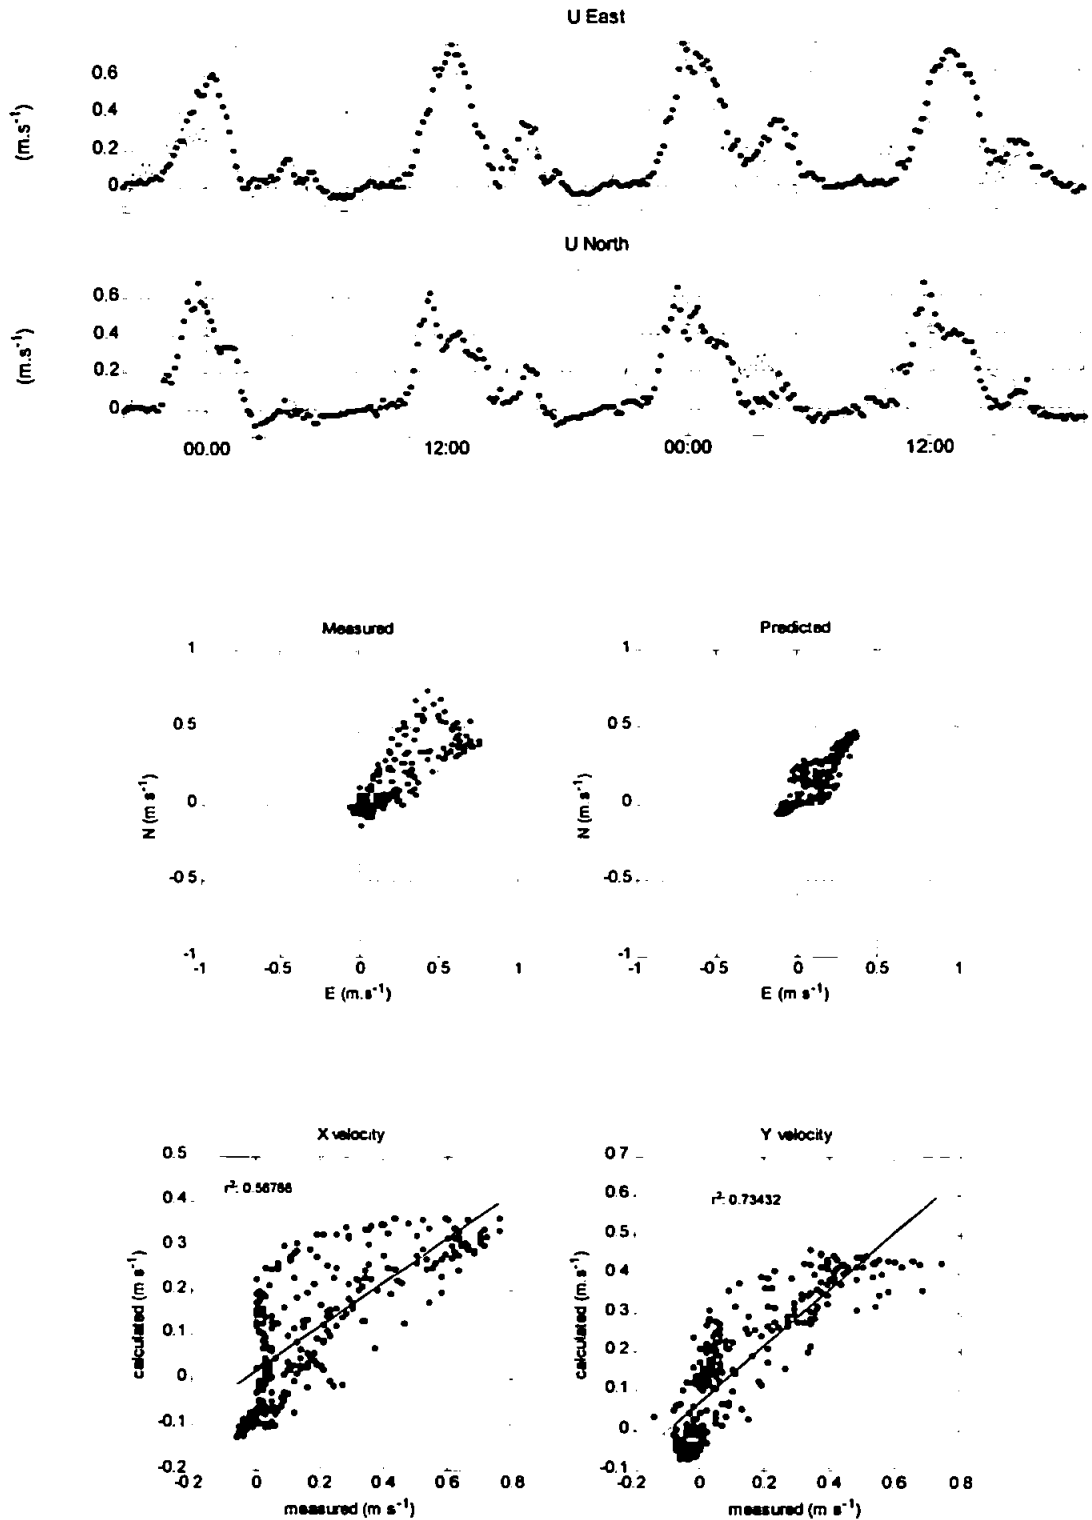 U East
(m.s-1)
0.6
0.4
0.2
0
U North
(m.s-1)
0.6
0.4
0.2
0
00.00 12:00 00:00 12:00
Measured
1
0 5
0
-0 5
-1
N (m s-1)
-1 -0.5 0 0 5 1
E (m.s-1)
Predicted
1
0 5
0
-0.5
-1
N (m s-1)
-1 -0 5 0 0.5 1
E (m s-1)
X velocity
r2: 0.56766
0.5
0.4
0.3
0.2
0.1
0
-0.1
-0.2
calculated (m s-1)
-0 2 0 0 2 0.4 0.6 0 8
measured (m s-1)
Y velocity
r2: 0.73432
0 7
0 6
0.5
0.4
0.3
0.2
0.1
0
-0.1
calculated (m.s-1)
-0.2 0 0 2 0.4 0.6 0.8
measured (m s-1)